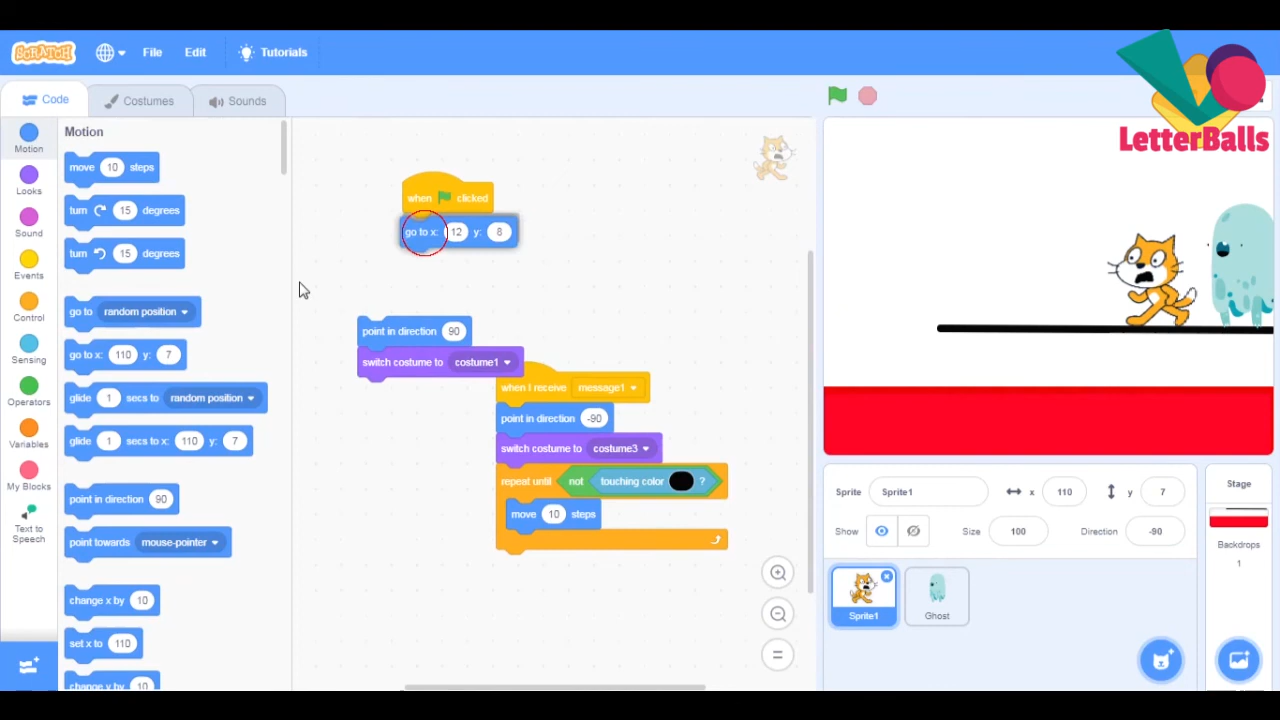 SCRATCH
File
Edit
Tutorials
LetterBalls
Code
Costumes
Sounds
Motion
Looks
Sound
Events
Control
Sensing
Operators
Variables
My Blocks
Text to
Speech
Motion
move 10 steps
turn 15 degrees
turn 15 degrees
go to random position
go to x: 110 y: 7
glide 1 secs to random position
glide 1 secs to x: 110 y: 7
point in direction 90
point towards mouse-pointer
change x by 10
set x to 110
change y by 10
when clicked
go to x: 12 y: 8
point in direction 90
switch costume to costume1
when I receive message1
point in direction -90
switch costume to costume3
repeat until not touching color ?
move 10 steps
Sprite Sprite1 x 110 y 7
Show Size 100 Direction -90
Sprite1
Ghost
Stage
Backdrops
1